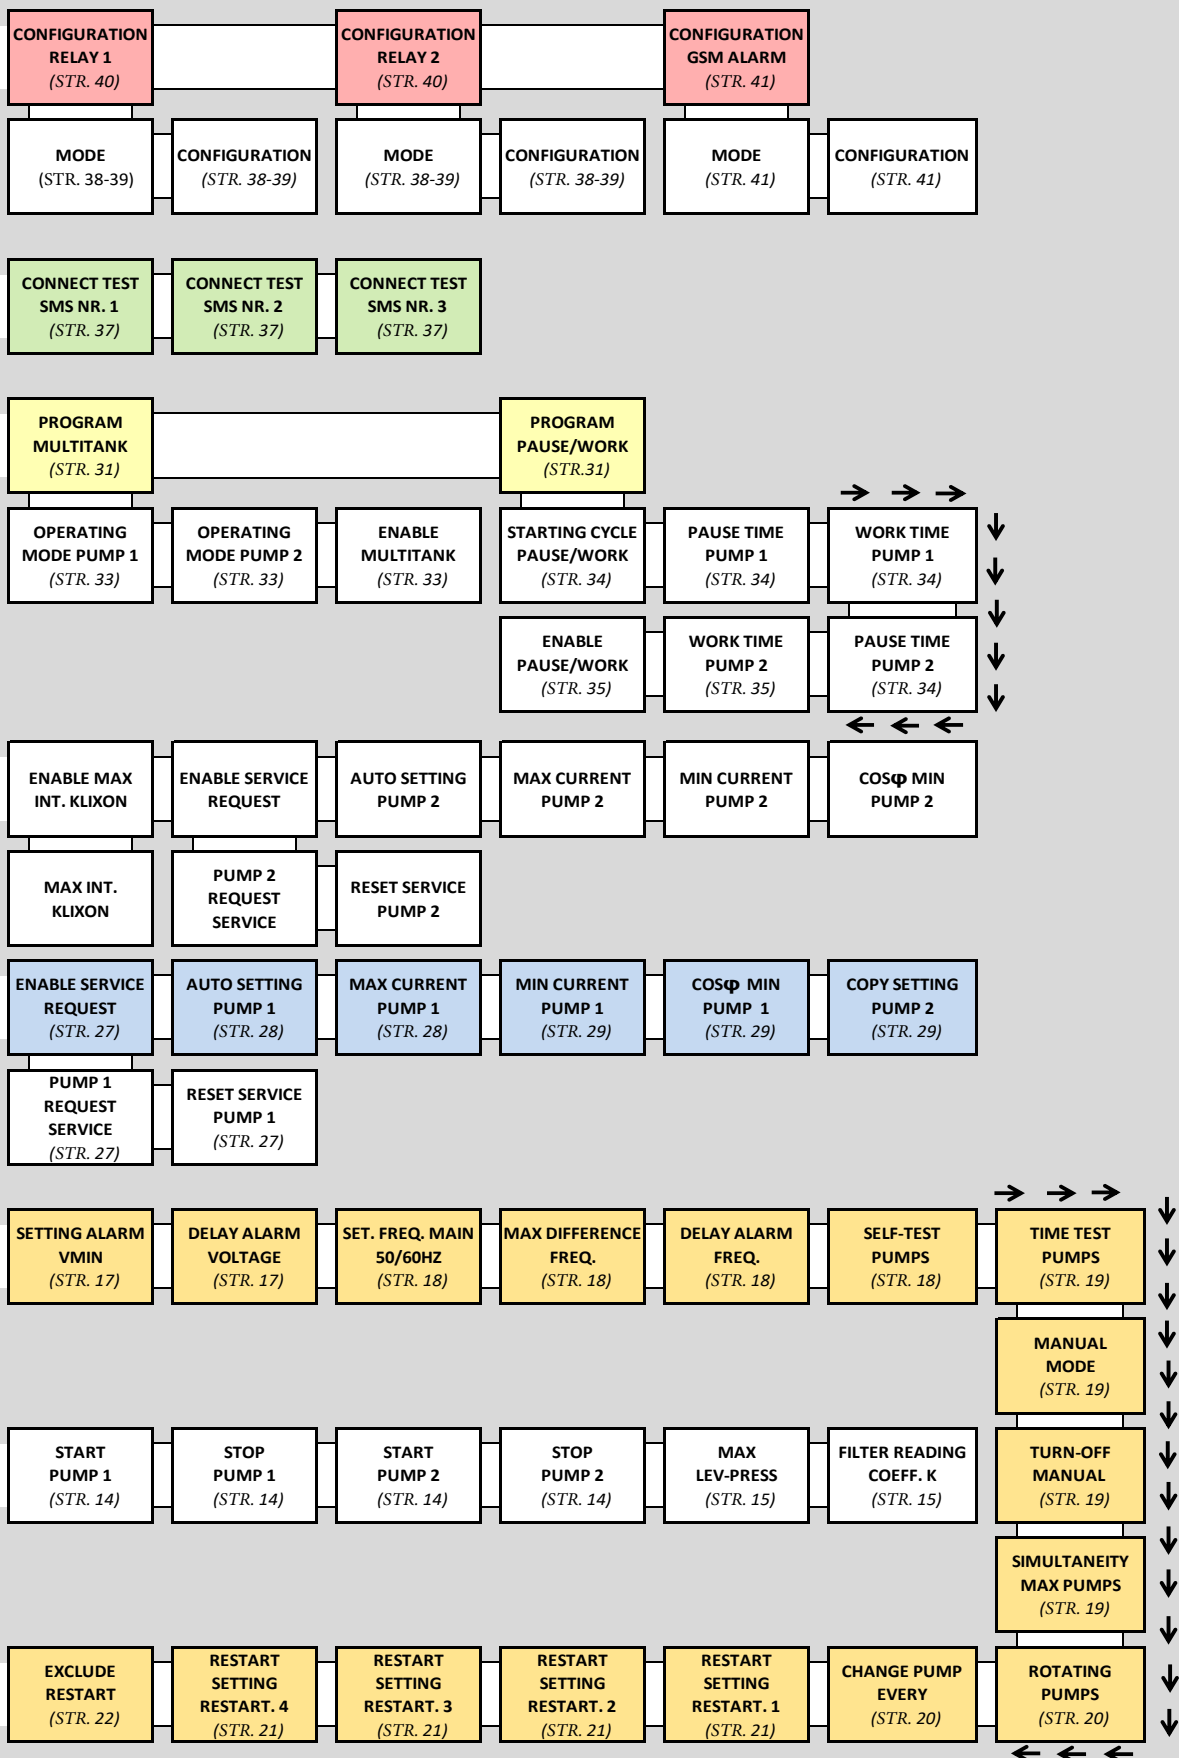 CONFIGURATION
RELAY 1
(STR. 40)
CONFIGURATION
RELAY 2
(STR. 40)
CONFIGURATION
GSM ALARM
(STR. 41)
MODE
(STR. 38-39)
CONFIGURATION
(STR. 38-39)
MODE
(STR. 38-39)
CONFIGURATION
(STR. 38-39)
MODE
(STR. 41)
CONFIGURATION
(STR. 41)
CONNECT TEST
SMS NR. 1
(STR. 37)
CONNECT TEST
SMS NR. 2
(STR. 37)
CONNECT TEST
SMS NR. 3
(STR. 37)
PROGRAM
MULTITANK
(STR. 31)
PROGRAM
PAUSE/WORK
(STR.31)
OPERATING
MODE PUMP 1
(STR. 33)
OPERATING
MODE PUMP 2
(STR. 33)
ENABLE
MULTITANK
(STR. 33)
STARTING CYCLE
PAUSE/WORK
(STR. 34)
PAUSE TIME
PUMP 1
(STR. 34)
WORK TIME
PUMP 1
(STR. 34)
ENABLE
PAUSE/WORK
(STR. 35)
WORK TIME
PUMP 2
(STR. 35)
PAUSE TIME
PUMP 2
(STR. 34)
ENABLE MAX
INT. KLIXON
ENABLE SERVICE
REQUEST
AUTO SETTING
PUMP 2
MAX CURRENT
PUMP 2
MIN CURRENT
PUMP 2
COSφ MIN
PUMP 2
MAX INT.
KLIXON
PUMP 2
REQUEST
SERVICE
RESET SERVICE
PUMP 2
ENABLE SERVICE
REQUEST
(STR. 27)
AUTO SETTING
PUMP 1
(STR. 28)
MAX CURRENT
PUMP 1
(STR. 28)
MIN CURRENT
PUMP 1
(STR. 29)
COSφ MIN
PUMP 1
(STR. 29)
COPY SETTING
PUMP 2
(STR. 29)
PUMP 1
REQUEST
SERVICE
(STR. 27)
RESET SERVICE
PUMP 1
(STR. 27)
SETTING ALARM
VMIN
(STR. 17)
DELAY ALARM
VOLTAGE
(STR. 17)
SET. FREQ. MAIN
50/60HZ
(STR. 18)
MAX DIFFERENCE
FREQ.
(STR. 18)
DELAY ALARM
FREQ.
(STR. 18)
SELF-TEST
PUMPS
(STR. 18)
TIME TEST
PUMPS
(STR. 19)
MANUAL
MODE
(STR. 19)
START
PUMP 1
(STR. 14)
STOP
PUMP 1
(STR. 14)
START
PUMP 2
(STR. 14)
STOP
PUMP 2
(STR. 14)
MAX
LEV-PRESS
(STR. 15)
FILTER READING
COEFF. K
(STR. 15)
TURN-OFF
MANUAL
(STR. 19)
SIMULTANEITY
MAX PUMPS
(STR. 19)
EXCLUDE
RESTART
(STR. 22)
RESTART
SETTING
RESTART. 4
(STR. 21)
RESTART
SETTING
RESTART. 3
(STR. 21)
RESTART
SETTING
RESTART. 2
(STR. 21)
RESTART
SETTING
RESTART. 1
(STR. 21)
CHANGE PUMP
EVERY
(STR. 20)
ROTATING
PUMPS
(STR. 20)